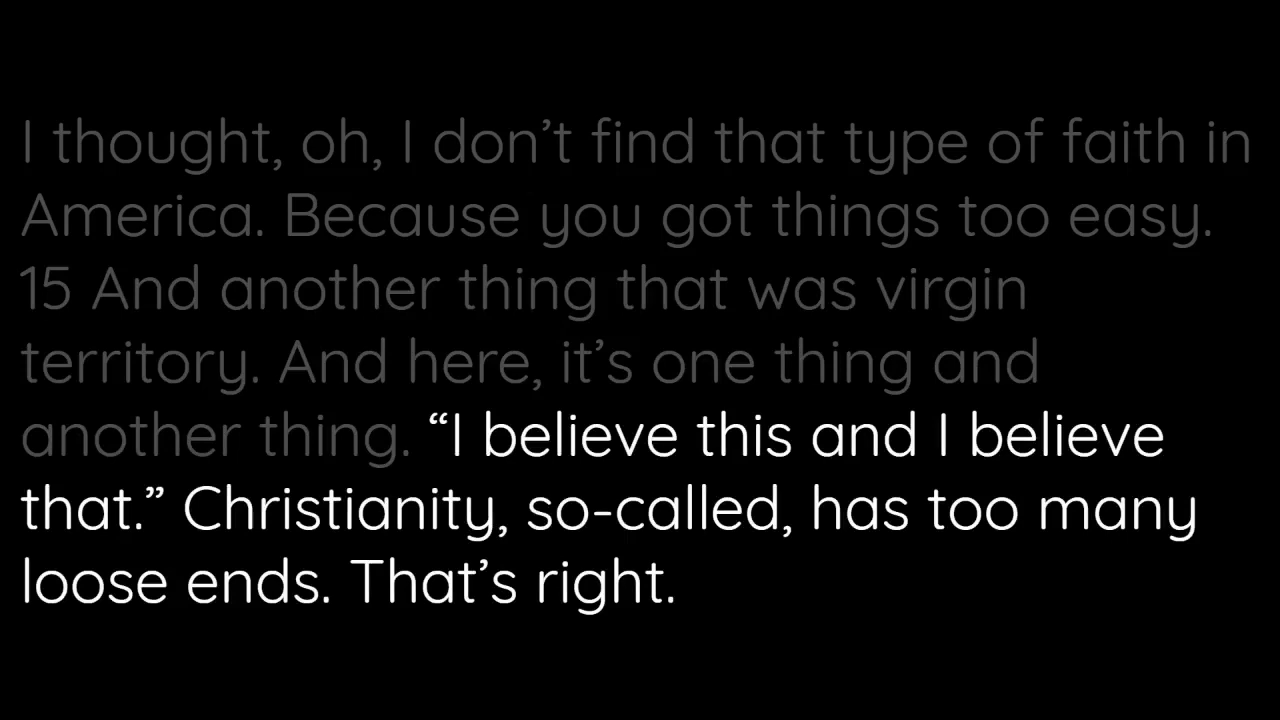 I thought, oh, I don’t find that type of faith in
America. Because you got things too easy.
15 And another thing that was virgin
territory. And here, it’s one thing and
another thing. “I believe this and I believe
that.” Christianity, so-called, has too many
loose ends. That’s right.